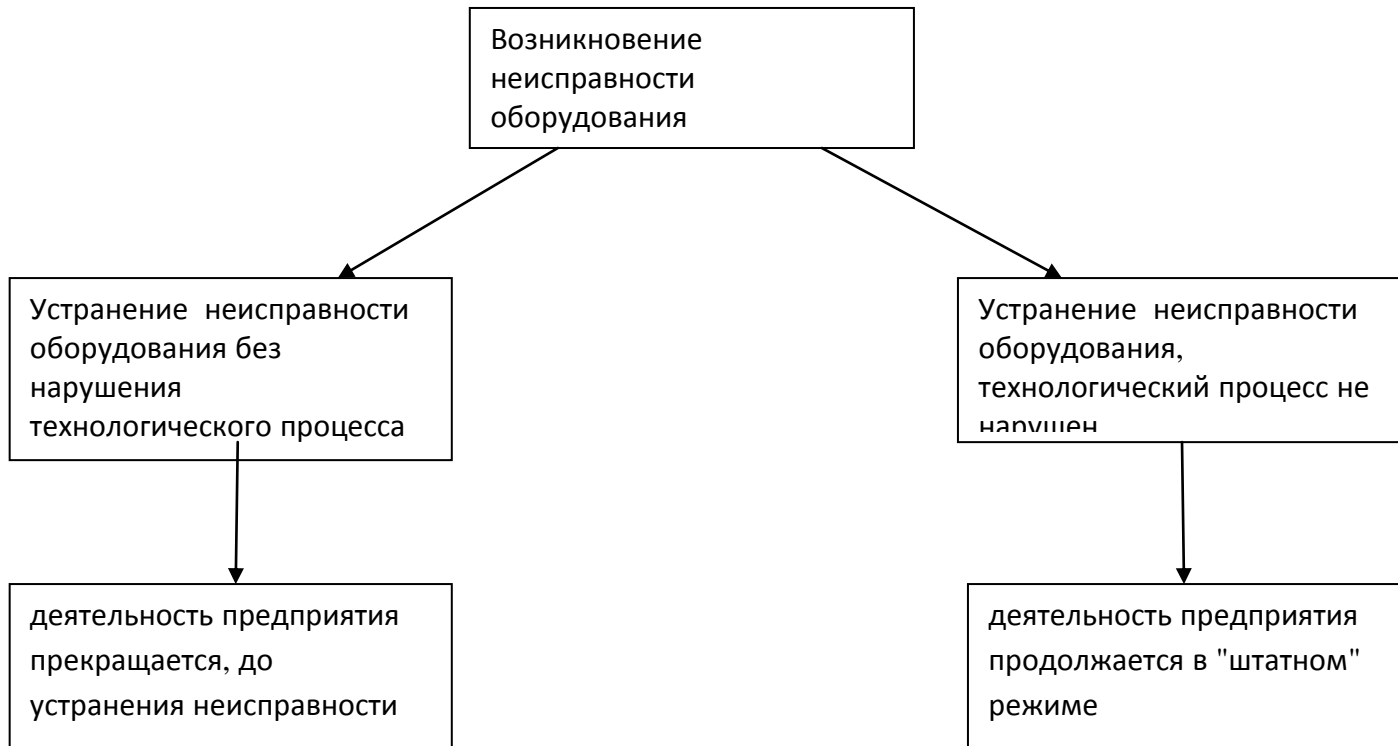 Возникновение
неисправности
оборудования
Устранение неисправности
оборудования без
нарушения
технологического процесса
Устранение неисправности
оборудования,
технологический процесс не
нарушен
деятельность предприятия
прекращается, до
устранения неисправности
деятельность предприятия
продолжается в "штатном"
режиме